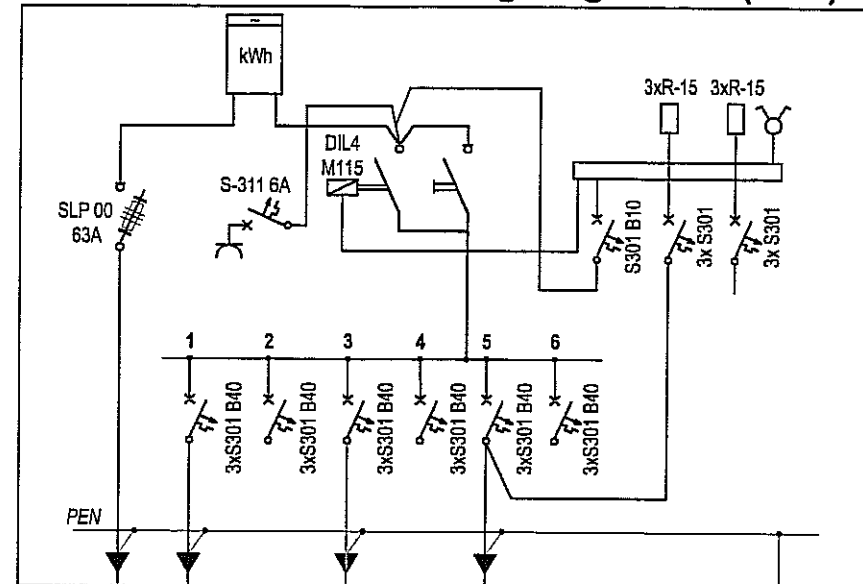 kWh
3xR-15 3xR-15
DIL4
M115
S-311 6A
SLP 00
63A
S301 B10
3x S301
3x S301
1 2 3 4 5 6
3xS301 B40
3xS301 B40
3xS301 B40
3xS301 B40
3xS301 B40
3xS301 B40
PEN